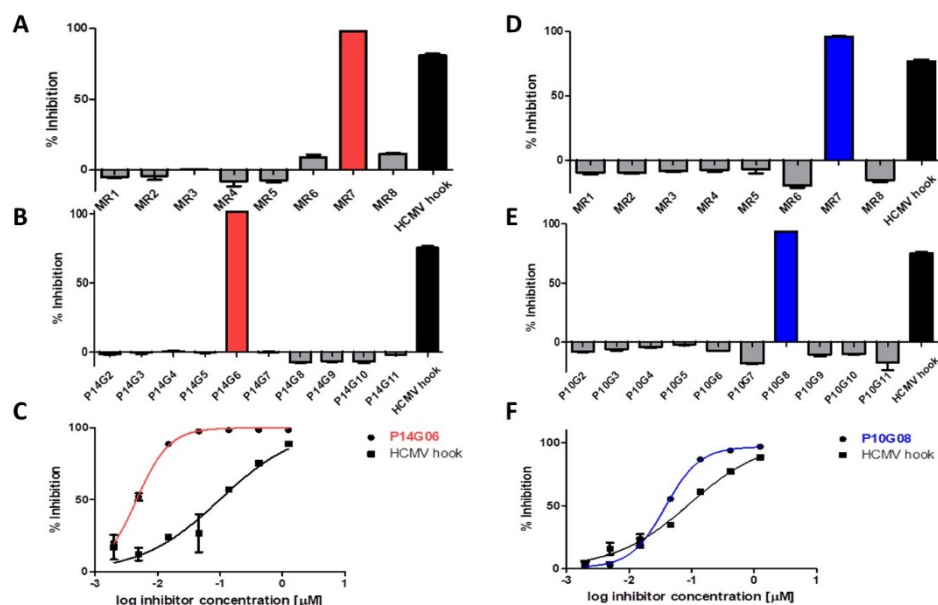 A
% Inhibition
100
50
0
MR1
MR2
MR3
MR4
MR5
MR6
MR7
MR8
HCMV hook
B
% Inhibition
100
50
0
P14G2
P14G3
P14G4
P14G5
P14G6
P14G7
P14G8
P14G9
P14G10
P14G11
HCMV hook
C
% Inhibition
100
50
0
-3
-2
-1
0
1
log inhibitor concentration [µM]
P14G06
HCMV hook
D
% Inhibition
100
50
0
MR1
MR2
MR3
MR4
MR5
MR6
MR7
MR8
HCMV hook
E
% Inhibition
100
50
0
P10G2
P10G3
P10G4
P10G5
P10G6
P10G7
P10G8
P10G9
P10G10
P10G11
HCMV hook
F
% Inhibition
100
50
0
-3
-2
-1
0
1
log inhibitor concentration [µM]
P10G08
HCMV hook